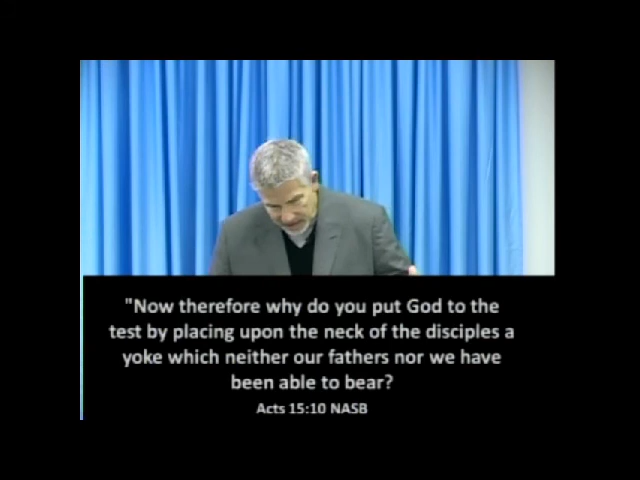 "Now therefore why do you put God to the
test by placing upon the neck of the disciples a
yoke which neither our fathers nor we have
been able to bear?
Acts 15:10 NASB